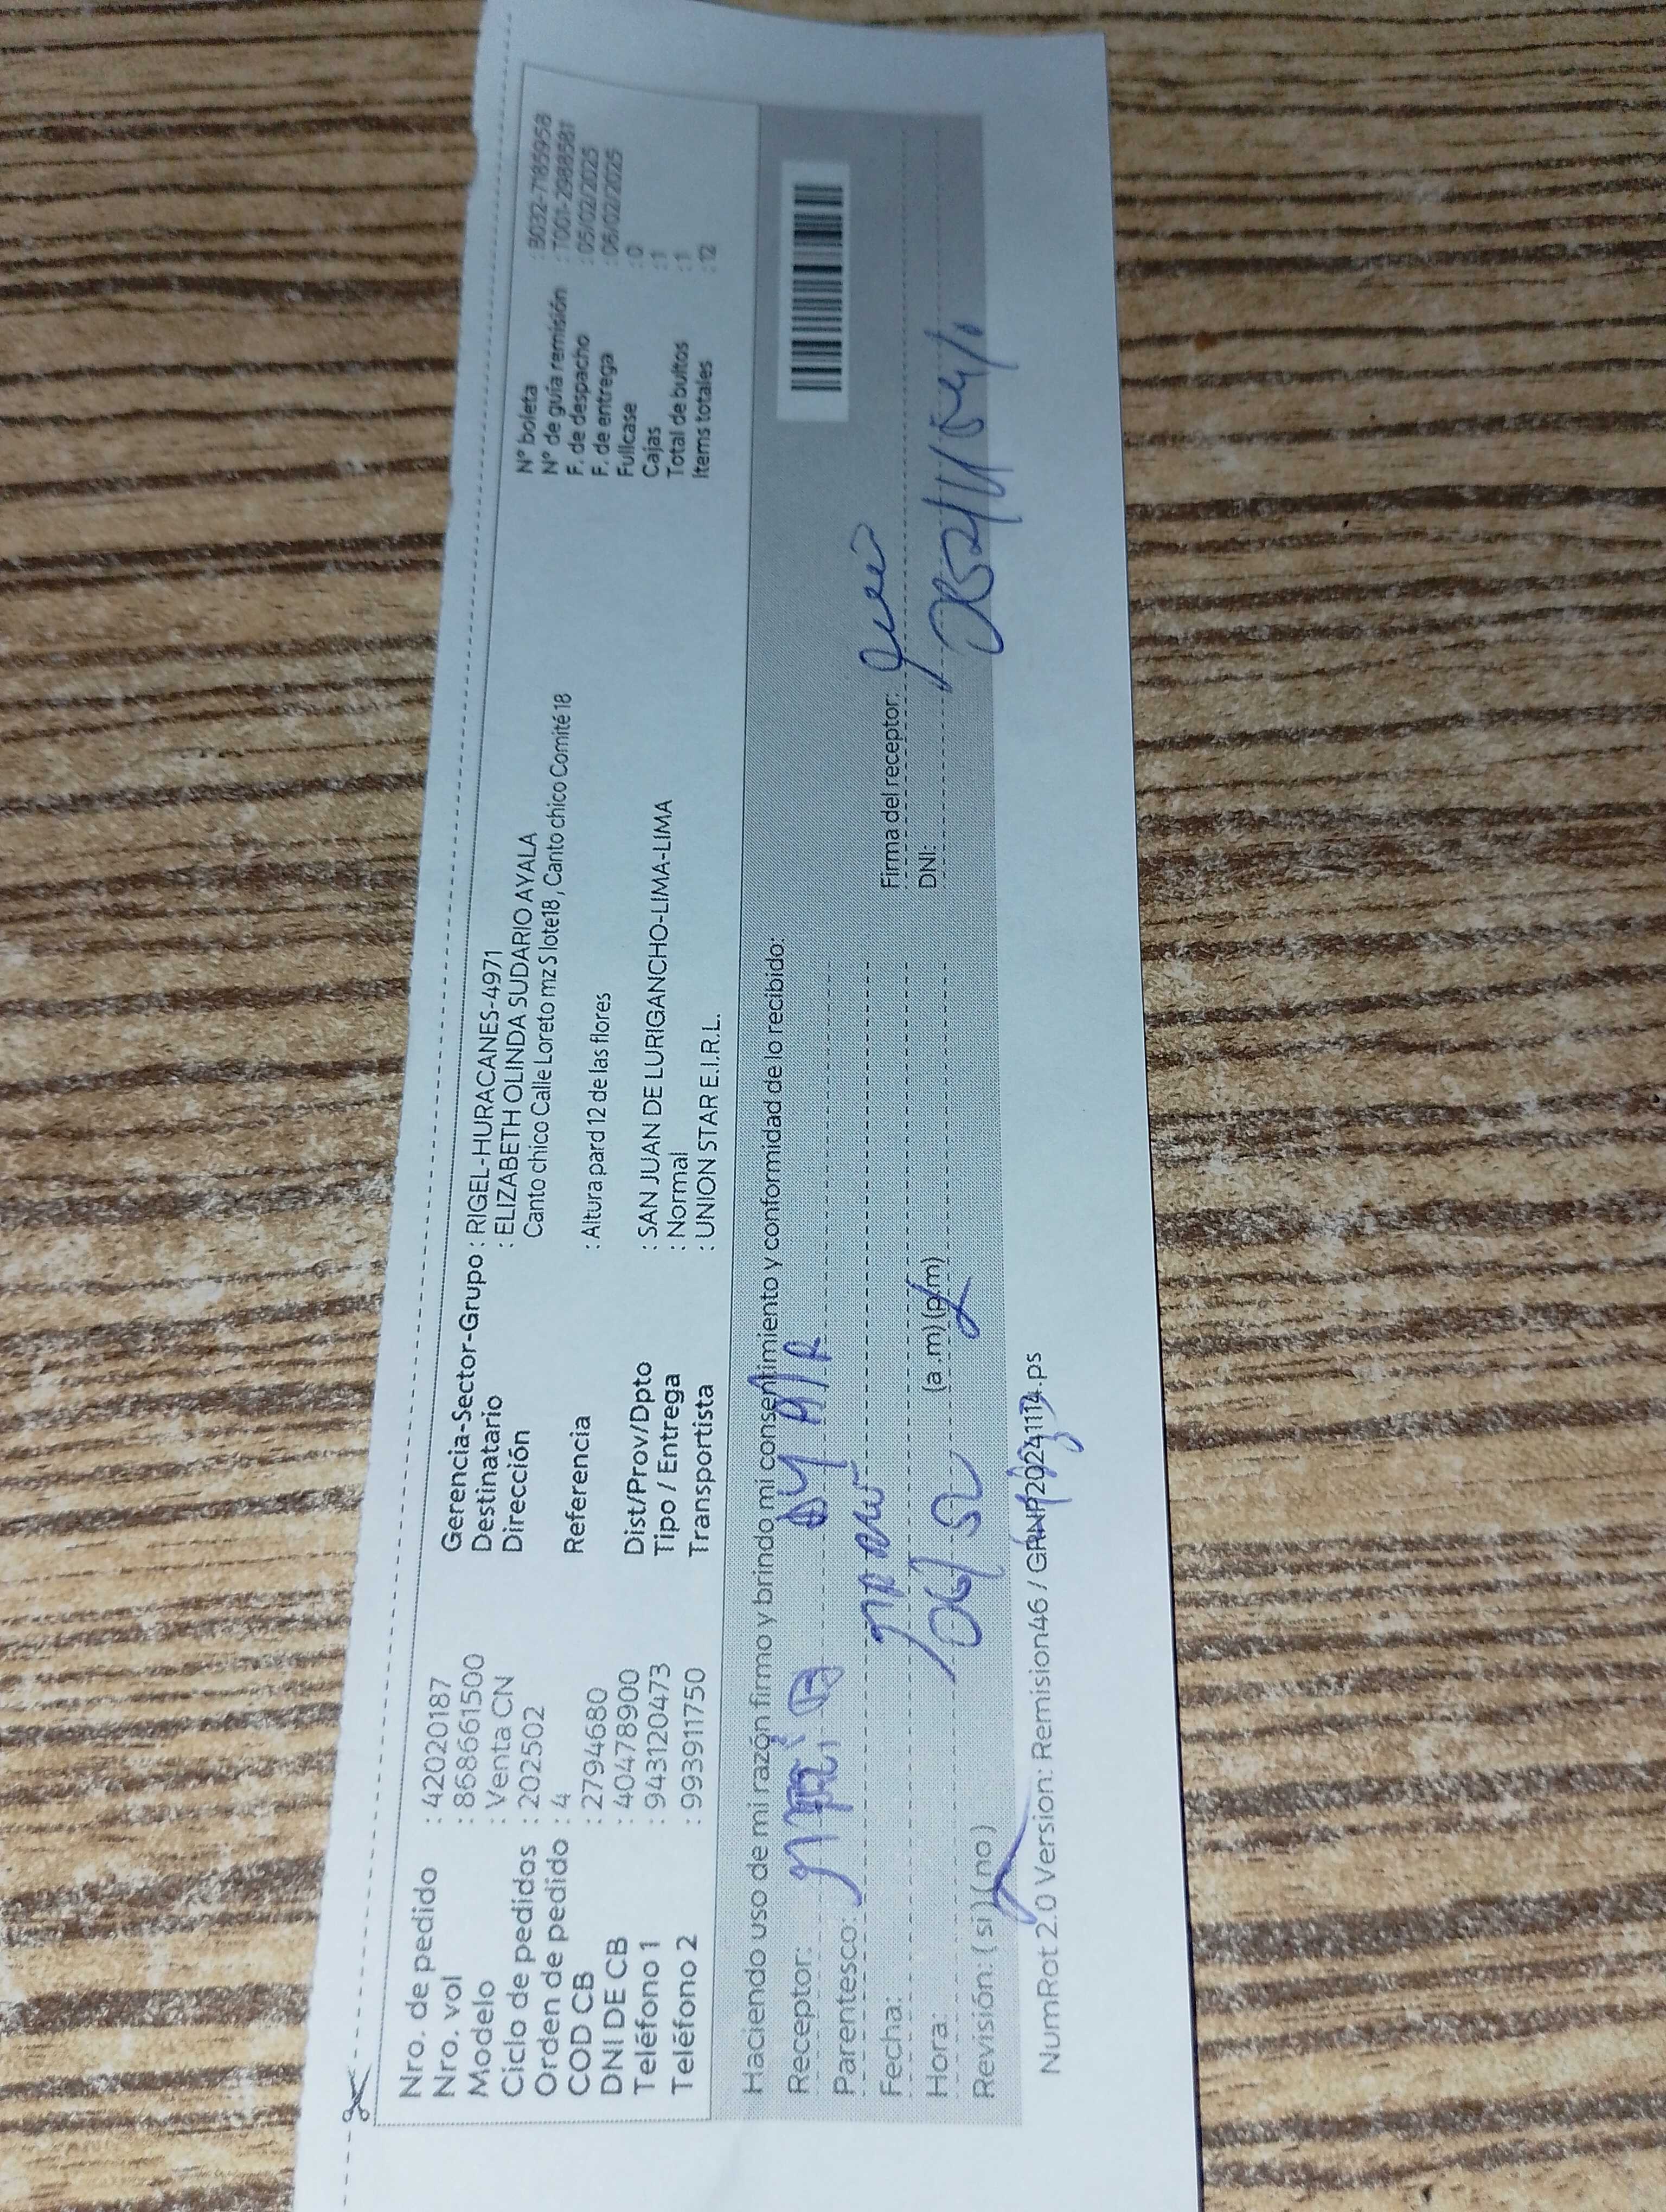 Nro. de pedido : 42020187
Nro. vol : 868661500
Modelo : Venta CN
Ciclo de pedidos : 202502
Orden de pedido : 4
COD CB : 2794680
DNI DE CB : 40478900
Teléfono 1 : 943120473
Teléfono 2 : 993911750
Gerencia-Sector-Grupo : RIGEL-HURACANES-4971
Destinatario : ELIZABETH OLINDA SUDARIO AYALA
Dirección Canto chico Calle Loreto mz S lote18 , Canto chico Comité 18
Referencia : Altura pard 12 de las flores
Dist/Prov/Dpto : SAN JUAN DE LURIGANCHO-LIMA-LIMA
Tipo / Entrega : Normal
Transportista : UNION STAR E.I.R.L.
N° boleta : B032-7185958
N° de guía remisión : T001-29885581
F. de despacho : 05/02/2025
F. de entrega : 06/02/2025
Fullcase : 0
Cajas : 1
Total de bultos : 1
Items totales : 12
Haciendo uso de mi razón firmo y brindo mi consentimiento y conformidad de lo recibido:
Receptor:
Parentesco:
Fecha:
Hora: (a.m) (p.m)
Revisión: ( si ) ( no )
Firma del receptor:
DNI:
NumRot 2.0 Version: Remision46 / GRNP20241114.ps